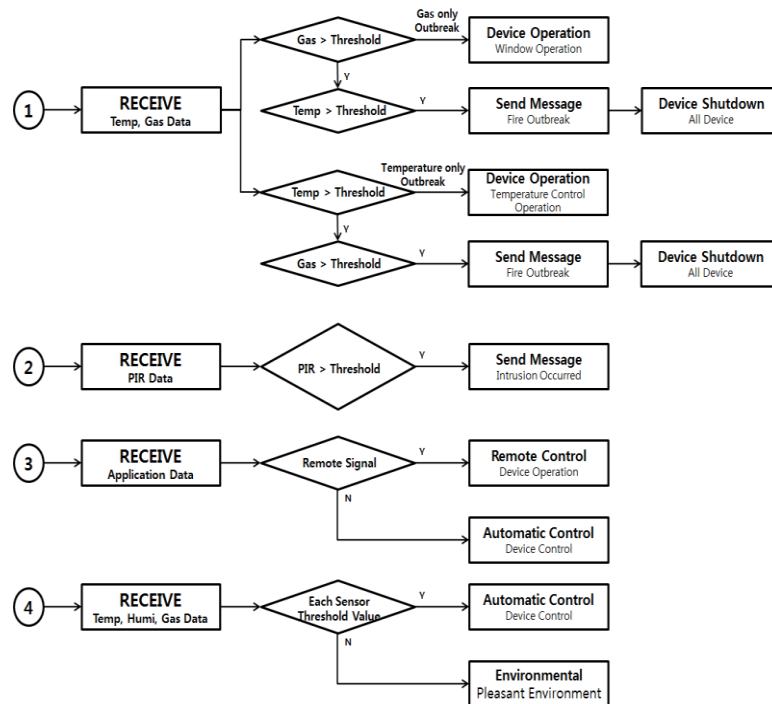 Gas only
Outbreak
Gas > Threshold
Device Operation
Window Operation
Y
1
RECEIVE
Temp, Gas Data
Temp > Threshold
Y
Send Message
Fire Outbreak
Device Shutdown
All Device
Temperature only
Outbreak
Temp > Threshold
Device Operation
Temperature Control
Operation
Y
Gas > Threshold
Y
Send Message
Fire Outbreak
Device Shutdown
All Device
2
RECEIVE
PIR Data
PIR > Threshold
Y
Send Message
Intrusion Occurred
3
RECEIVE
Application Data
Remote Signal
Y
Remote Control
Device Operation
N
Automatic Control
Device Control
4
RECEIVE
Temp, Humi, Gas Data
Each Sensor
Threshold Value
Y
Automatic Control
Device Control
N
Environmental
Pleasant Environment